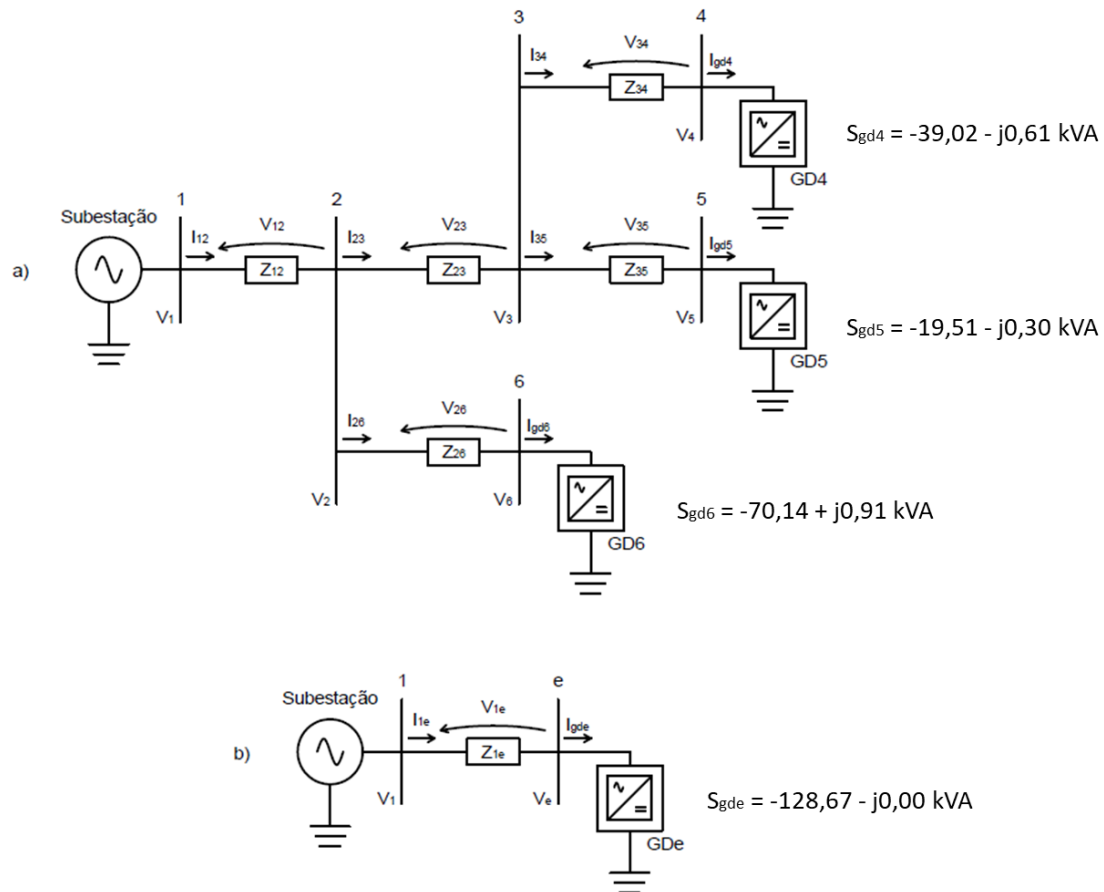 3
4
I34
V34
Igd4
Z34
V4
GD4
Sgd4 = -39,02 - j0,61 kVA
Subestação
1
2
5
I12
V12
I23
V23
I35
V35
Igd5
a)
Z12
Z23
Z35
V1
V3
V5
GD5
Sgd5 = -19,51 - j0,30 kVA
6
I26
V26
Igd6
Z26
V2
V6
GD6
Sgd6 = -70,14 + j0,91 kVA
Subestação
1
e
I1e
V1e
Igde
b)
Z1e
V1
Ve
GDe
Sgde = -128,67 - j0,00 kVA